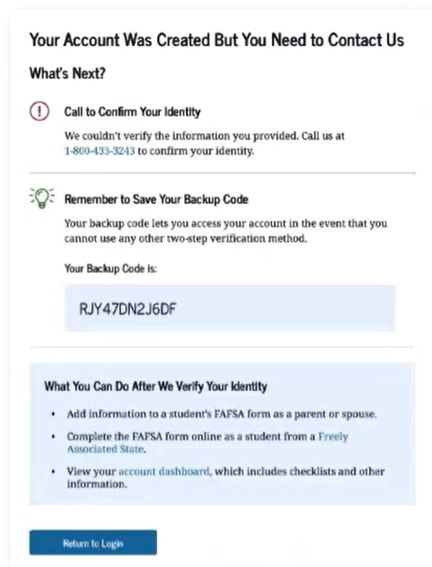 Your Account Was Created But You Need to Contact Us
What's Next?
Call to Confirm Your Identity
We couldn't verify the information you provided. Call us at
1-800-433-3243 to confirm your identity.
Remember to Save Your Backup Code
Your backup code lets you access your account in the event that you
cannot use any other two-step verification method.
Your Backup Code Is:
RJY47DN2J6DF
What You Can Do After We Verify Your Identity
• Add information to a student's FAFSA form as a parent or spouse.
• Complete the FAFSA form online as a student from a Freely
Associated State.
• View your account dashboard, which includes checklists and other
information.
Return to Login